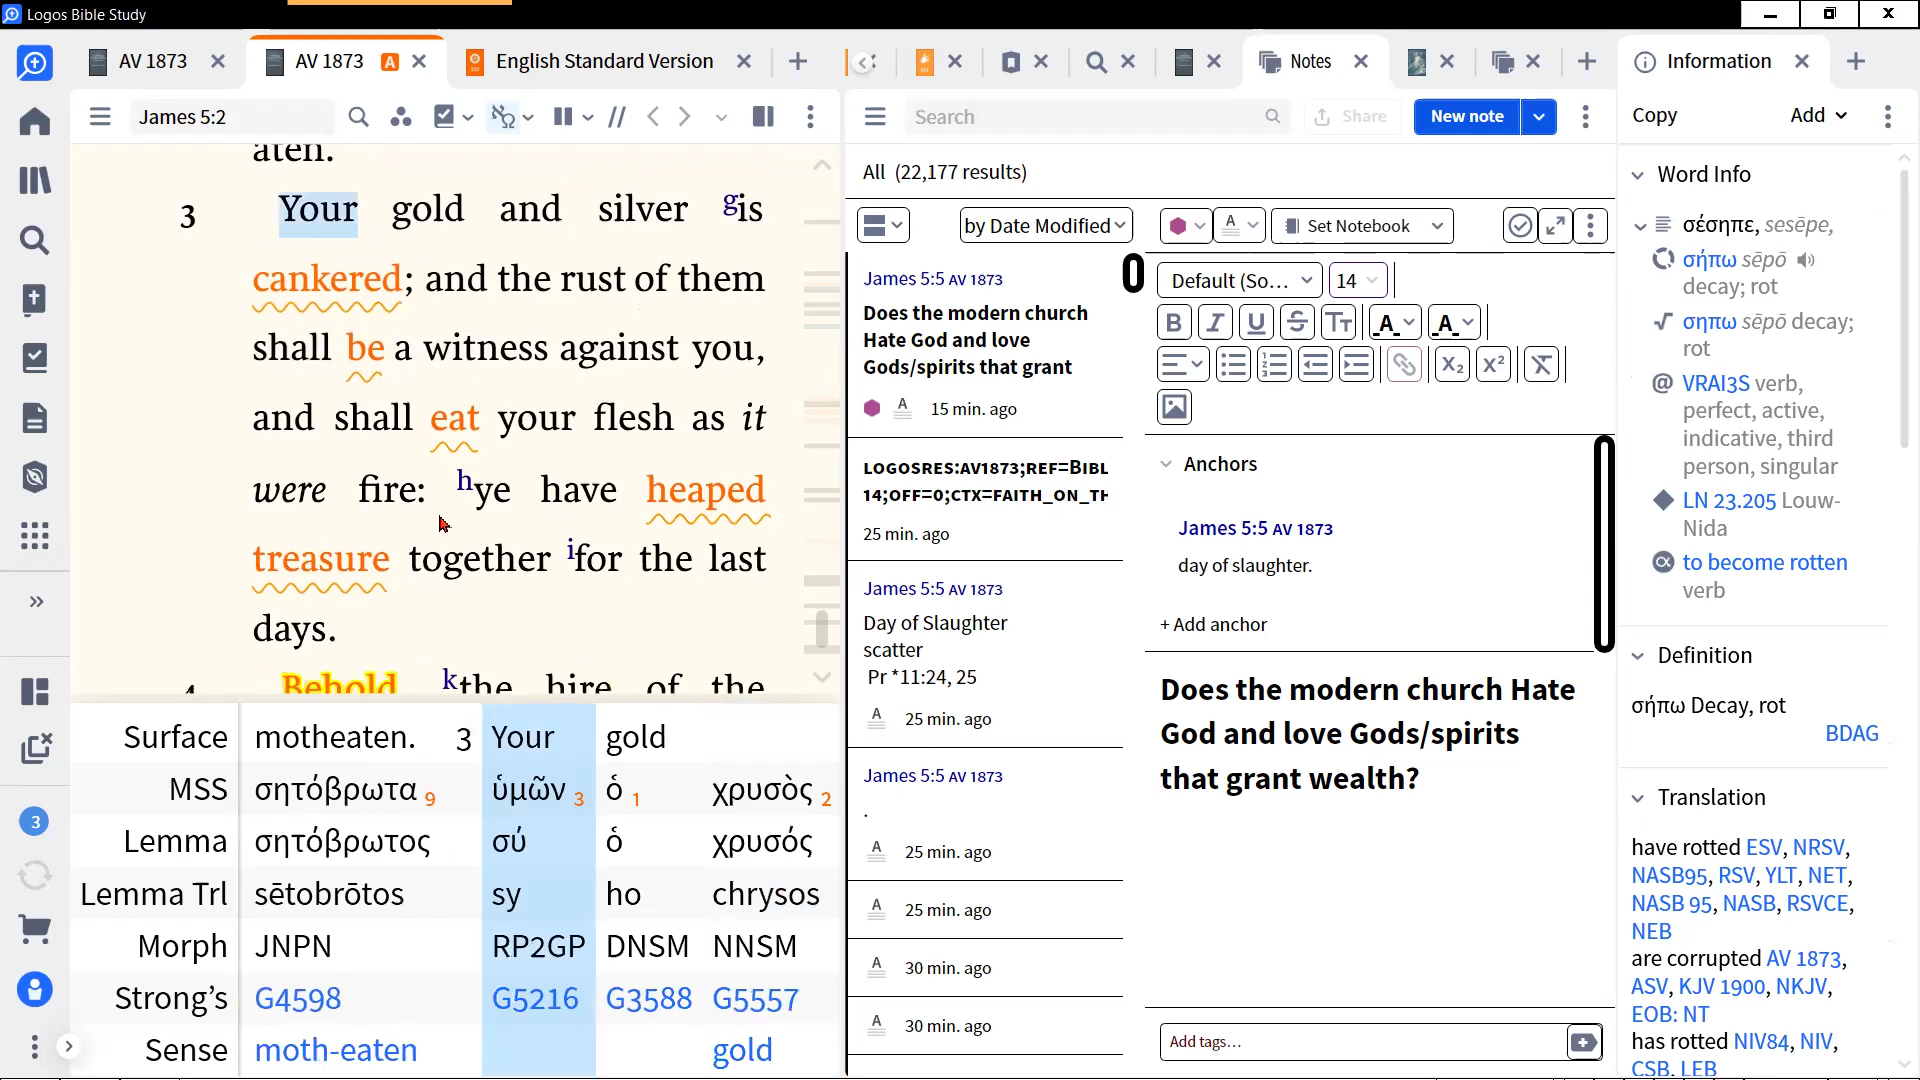 Logos Bible Study
AV 1873
AV 1873 A
English Standard Version
Notes
Information
James 5:2
Search
Share
New note
Copy
Add
aten.
3 Your gold and silver gis
cankered; and the rust of them
shall be a witness against you,
and shall eat your flesh as it
were fire: hye have heaped
treasure together ifor the last
days.
4 Behold kthe hire of the
Surface motheaten. 3 Your gold
MSS σητόβρωτα 9 ὑμῶν 3 ὁ 1 χρυσὸς 2
Lemma σητόβρωτος σύ ὁ χρυσός
Lemma Trl sētobrōtos sy ho chrysos
Morph JNPN RP2GP DNSM NNSM
Strong’s G4598 G5216 G3588 G5557
Sense moth-eaten gold
3
All (22,177 results)
by Date Modified
James 5:5 AV 1873
Does the modern church
Hate God and love
Gods/spirits that grant
A 15 min. ago
LOGOSRES:AV1873;REF=BIBL
14;OFF=0;CTX=FAITH_ON_TH
25 min. ago
James 5:5 AV 1873
Day of Slaughter
scatter
Pr *11:24, 25
A 25 min. ago
James 5:5 AV 1873
.
A 25 min. ago
A 25 min. ago
A 30 min. ago
A 30 min. ago
A Set Notebook
Default (So... 14
B I U S Tт A A
X₂ X²
Anchors
James 5:5 AV 1873
day of slaughter.
+ Add anchor
Does the modern church Hate
God and love Gods/spirits
that grant wealth?
Add tags...
Word Info
σέσηπε, sesēpe,
σήπω sēpō
decay; rot
σηπω sēpō decay;
rot
@ VRAI3S verb,
perfect, active,
indicative, third
person, singular
LN 23.205 Louw-
Nida
to become rotten
verb
Definition
σήπω Decay, rot
BDAG
Translation
have rotted ESV, NRSV,
NASB95, RSV, YLT, NET,
NASB 95, NASB, RSVCE,
NEB
are corrupted AV 1873,
ASV, KJV 1900, NKJV,
EOB: NT
has rotted NIV84, NIV,
CSB, LEB